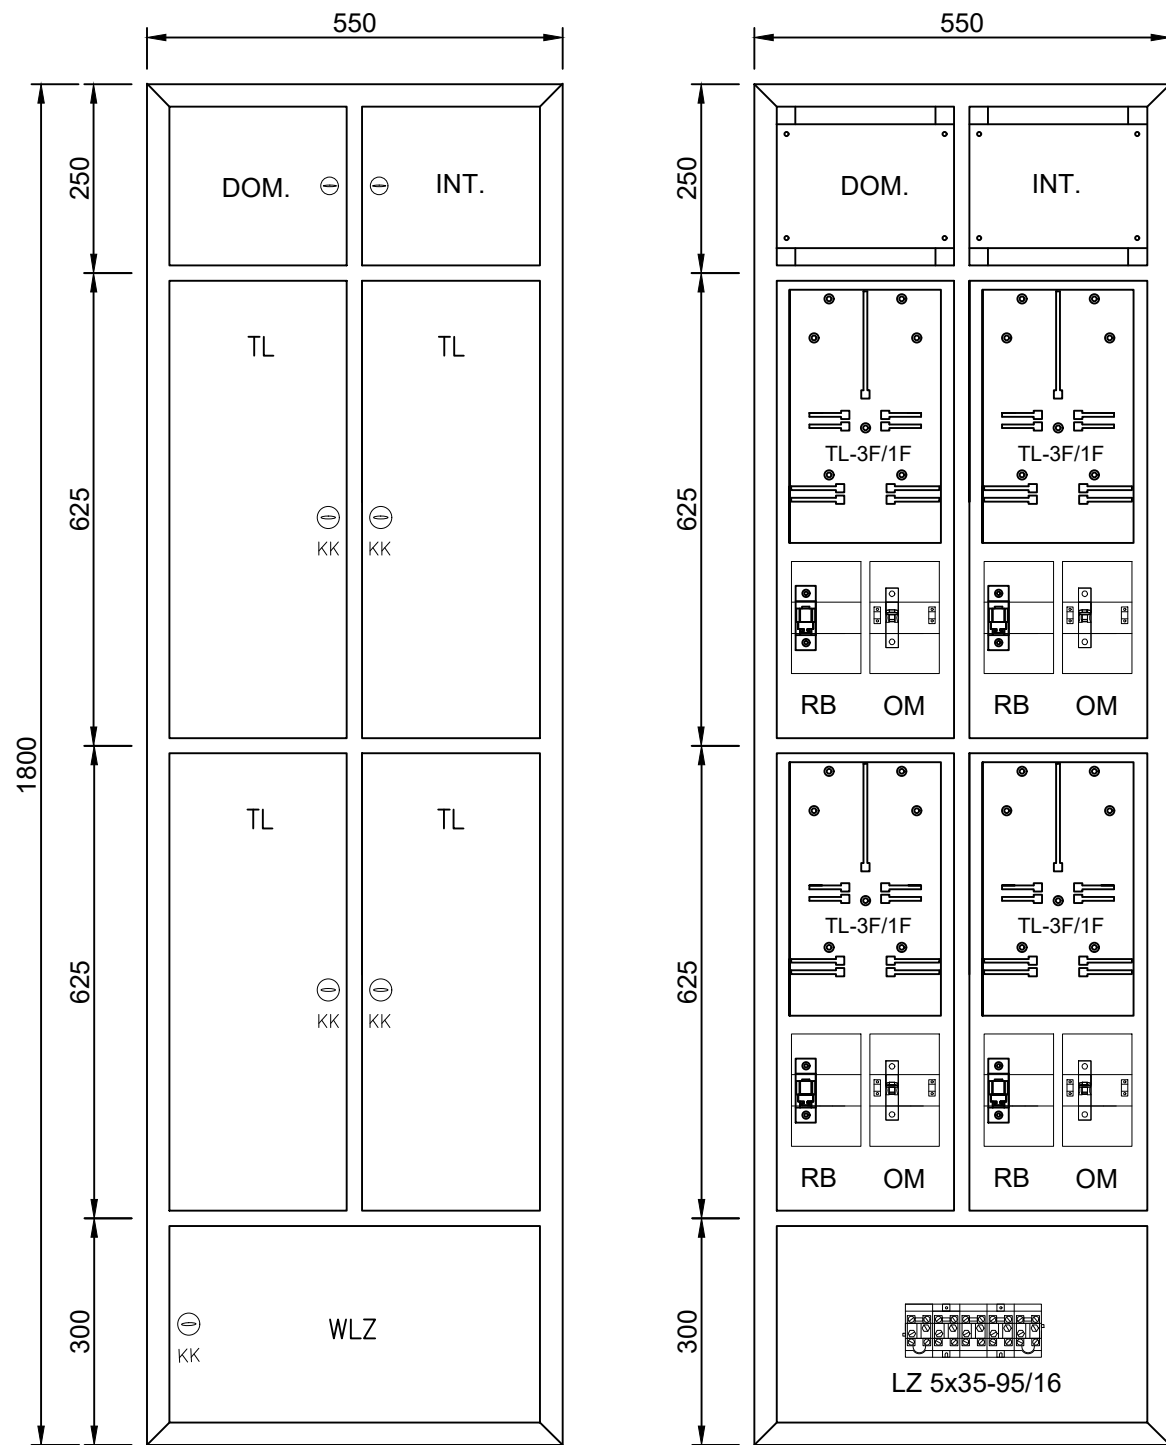 550
550
250
DOM.
INT.
250
DOM.
INT.
625
TL
TL
KK
KK
625
TL-3F/1F
TL-3F/1F
RB
OM
RB
OM
1800
625
TL
TL
KK
KK
625
TL-3F/1F
TL-3F/1F
RB
OM
RB
OM
300
KK
WLZ
300
LZ 5x35-95/16